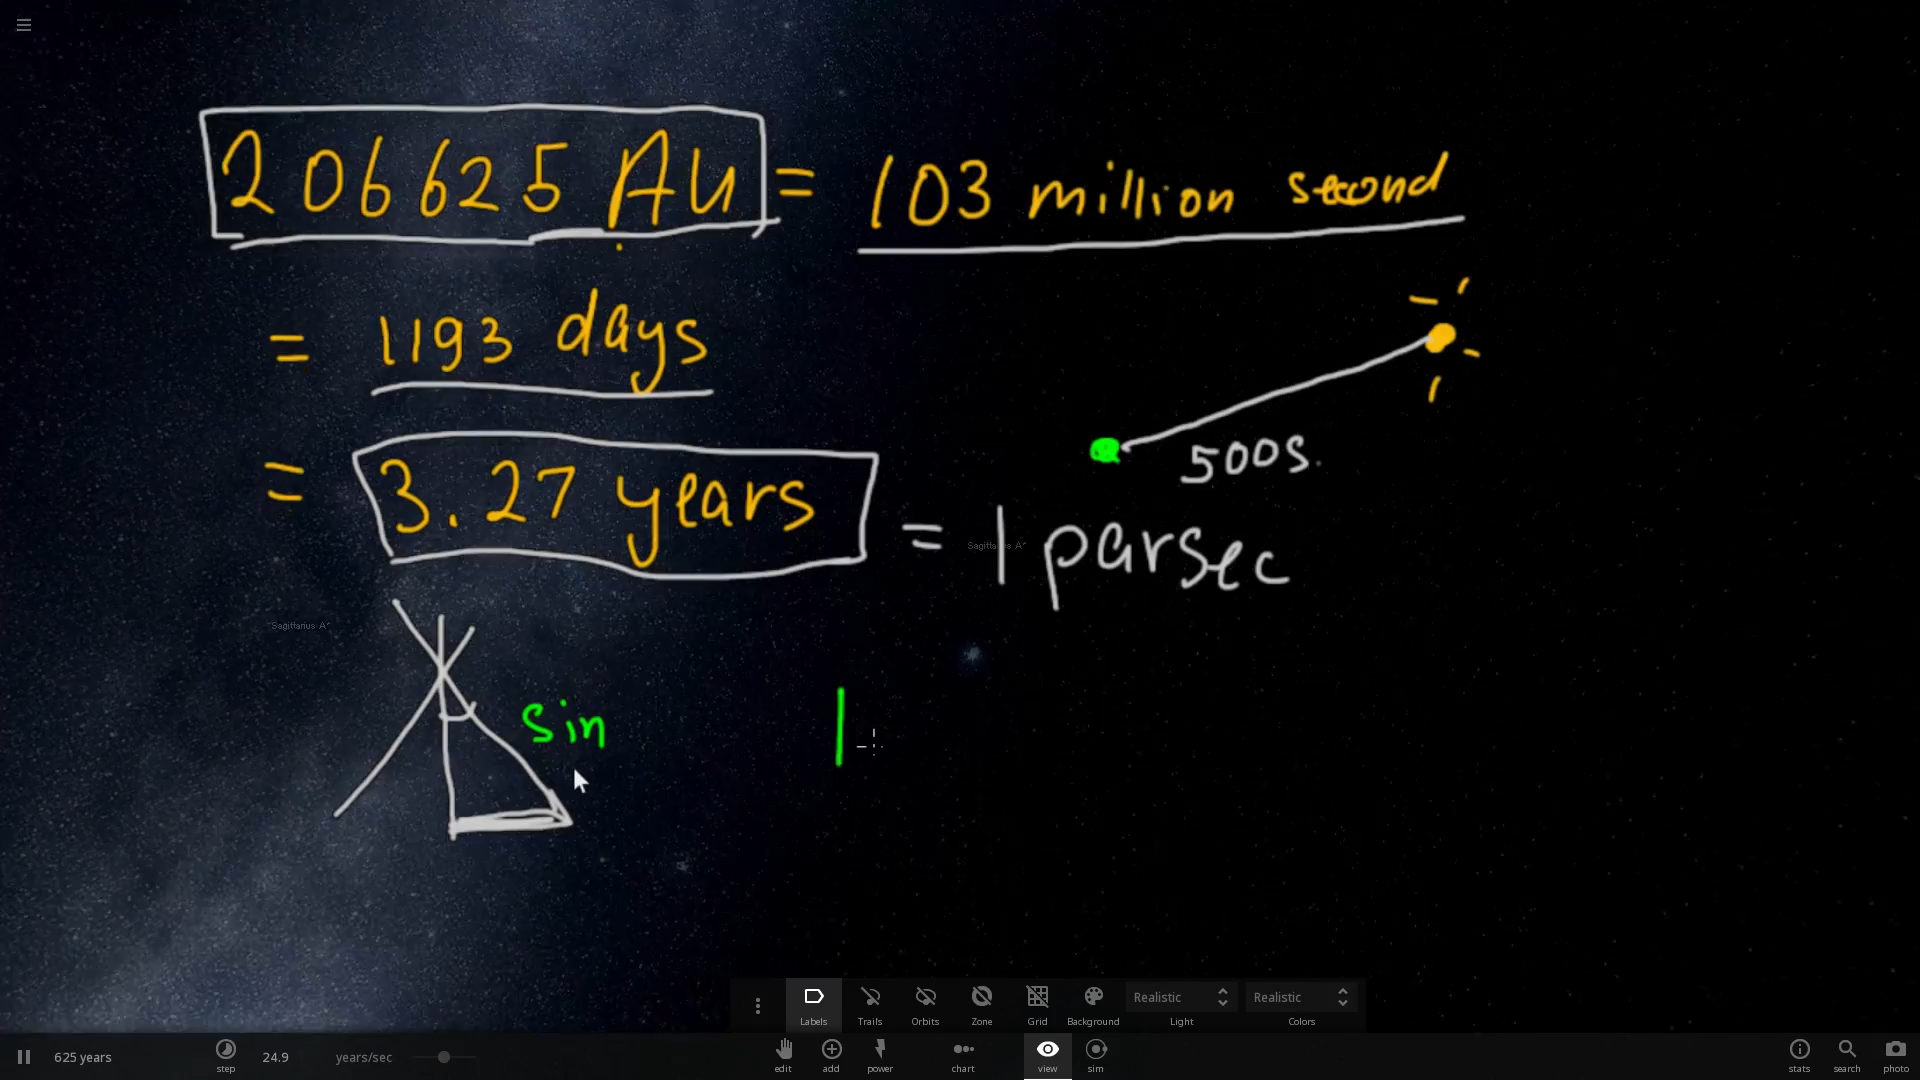 206625 AU = 103 million second
= 1193 days
500s.
= 3.27 years = 1 parsec
Sagittarius A*
Sagittarius A*
sin
Labels Trails Orbits Zone Grid Background Realistic Light Realistic Colors
625 years step 24.9 years/sec edit add power chart view sim stats search photo